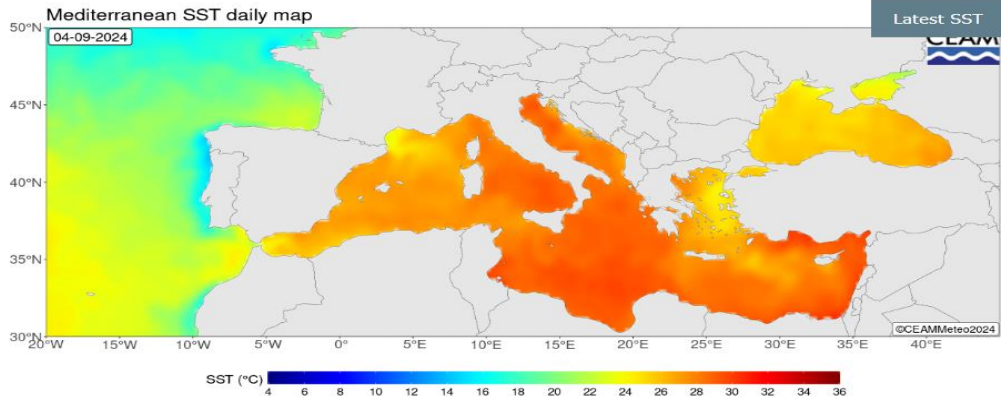 Mediterranean SST daily map
Latest SST
04-09-2024
CEAM
50°N
45°N
40°N
35°N
30°N
©CEAMMeteo2024
20°W 15°W 10°W 5°W 0° 5°E 10°E 15°E 20°E 25°E 30°E 35°E 40°E
SST (°C)
4 6 8 10 12 14 16 18 20 22 24 26 28 30 32 34 36